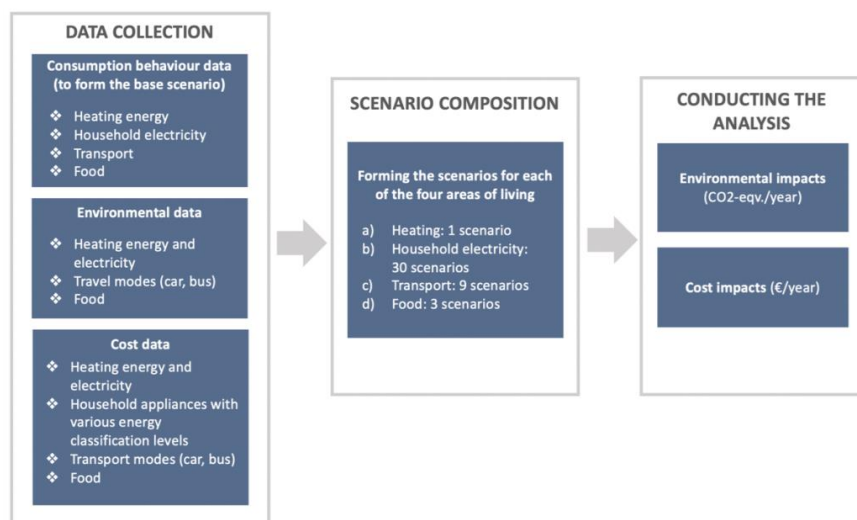 DATA COLLECTION
Consumption behaviour data
(to form the base scenario)
❖ Heating energy
❖ Household electricity
❖ Transport
❖ Food
Environmental data
❖ Heating energy and
electricity
❖ Travel modes (car, bus)
❖ Food
Cost data
❖ Heating energy and
electricity
❖ Household appliances with
various energy
classification levels
❖ Transport modes (car, bus)
❖ Food
SCENARIO COMPOSITION
Forming the scenarios for each
of the four areas of living
a) Heating: 1 scenario
b) Household electricity:
30 scenarios
c) Transport: 9 scenarios
d) Food: 3 scenarios
CONDUCTING THE
ANALYSIS
Environmental impacts
(CO2-eqv./year)
Cost impacts (€/year)